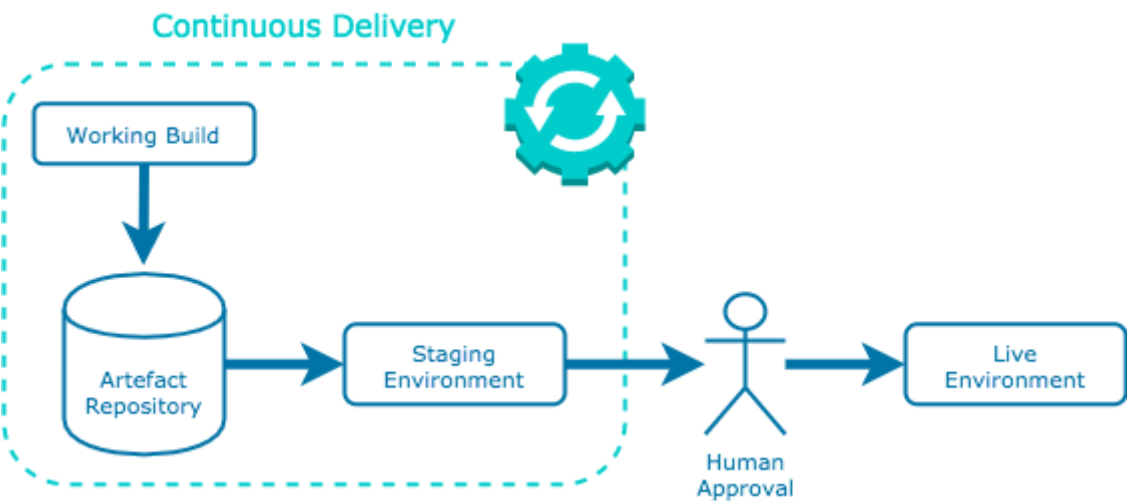 Continuous Delivery
Working Build
Artefact
Repository
Staging
Environment
Human
Approval
Live
Environment